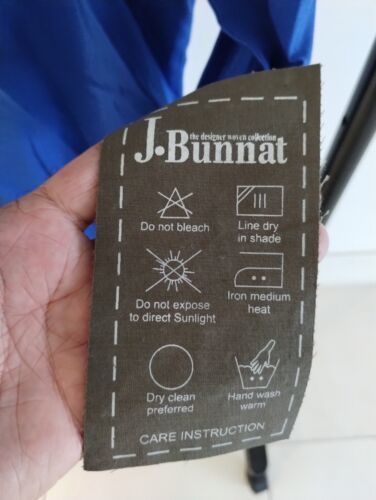 the designer woven collection
J.Bunnat
Do not bleach
Line dry
in shade
Do not expose
to direct Sunlight
Iron medium
heat
Dry clean
preferred
Hand wash
warm
CARE INSTRUCTION